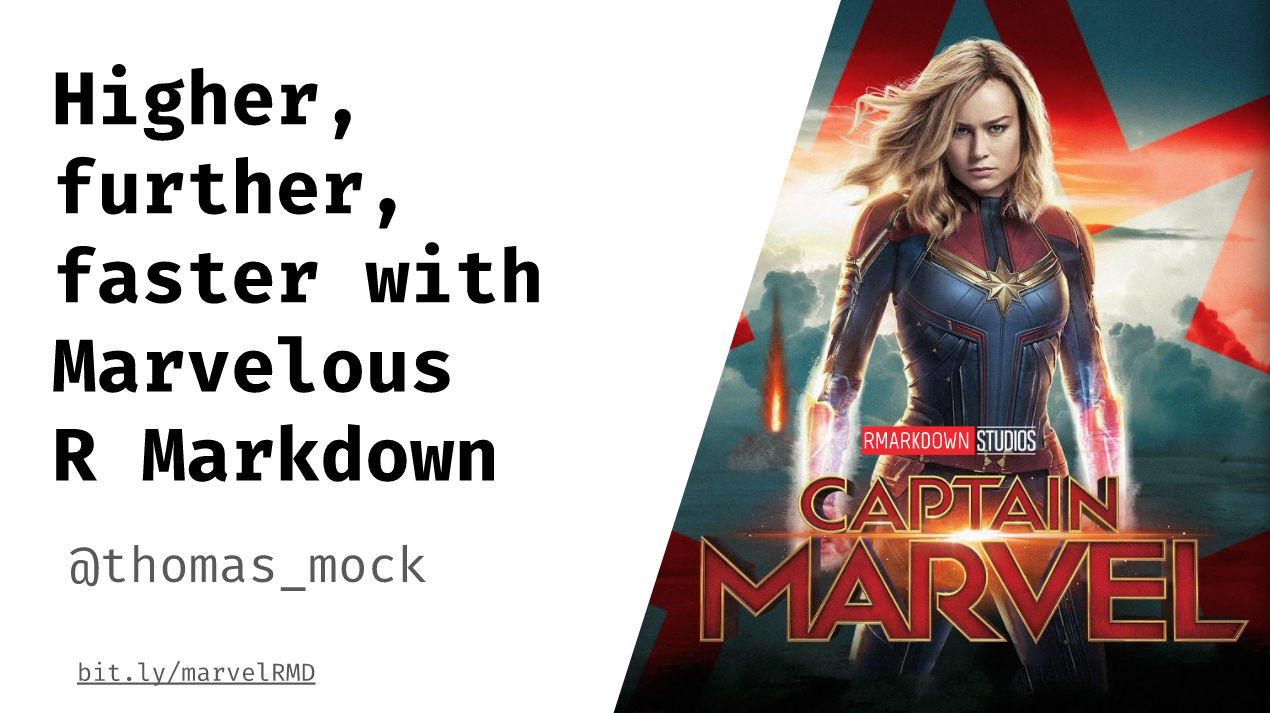 Higher,
further,
faster with
Marvelous
R Markdown
@thomas_mock
bit.ly/marvelRMD
RMARKDOWN STUDIOS
CAPTAIN
MARVEL